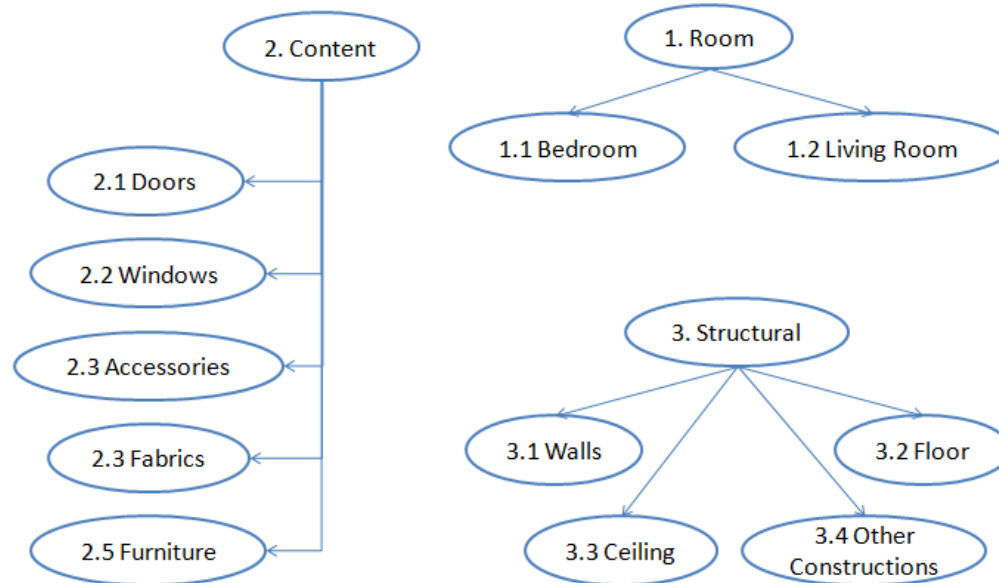 2. Content
1. Room
1.1 Bedroom
1.2 Living Room
2.1 Doors
2.2 Windows
2.3 Accessories
2.3 Fabrics
2.5 Furniture
3. Structural
3.1 Walls
3.2 Floor
3.3 Ceiling
3.4 Other
Constructions